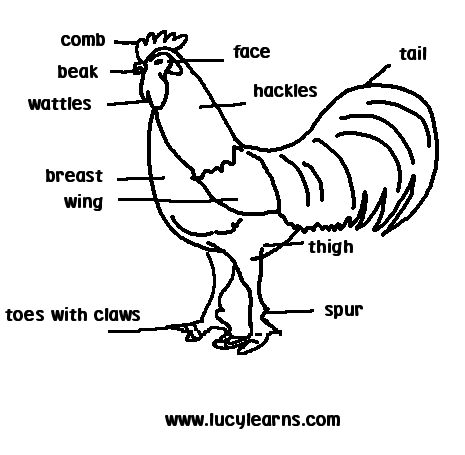 comb
face
tail
beak
hackles
wattles
breast
wing
thigh
spur
toes with claws
www.lucylearns.com